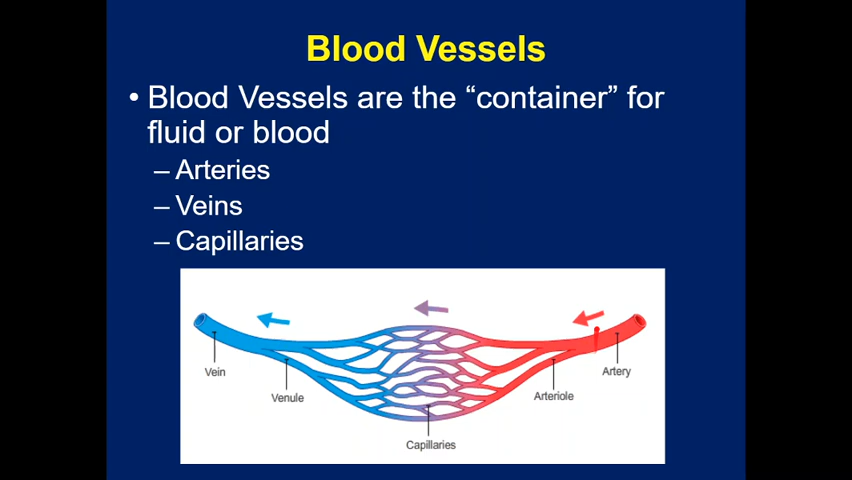 Blood Vessels
• Blood Vessels are the “container” for
fluid or blood
– Arteries
– Veins
– Capillaries
Vein
Venule
Capillaries
Arteriole
Artery